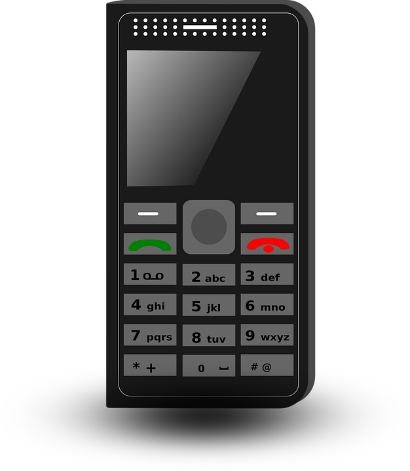 1 2 abc 3 def
4 ghi 5 jkl 6 mno
7 pqrs 8 tuv 9 wxyz
* + 0 # @